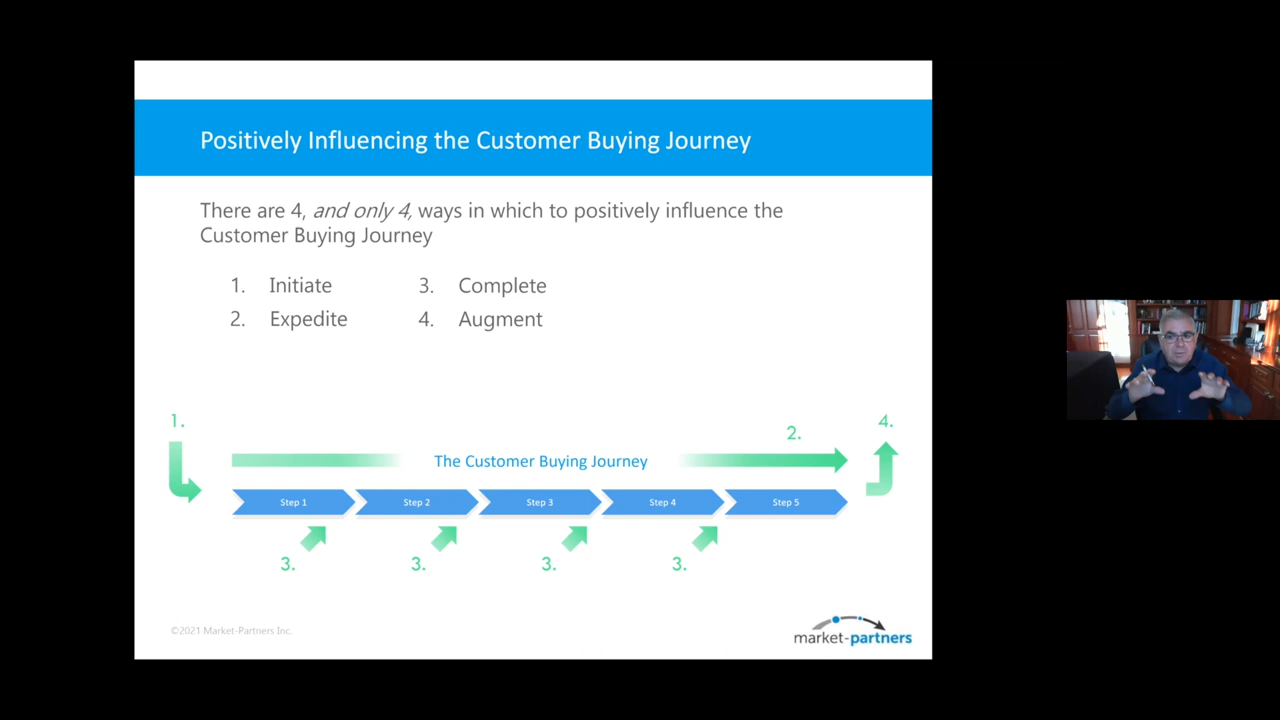 Positively Influencing the Customer Buying Journey
There are 4, and only 4, ways in which to positively influence the
Customer Buying Journey
1. Initiate
2. Expedite
3. Complete
4. Augment
1.
2.
4.
The Customer Buying Journey
Step 1
Step 2
Step 3
Step 4
Step 5
3.
3.
3.
3.
©2021 Market-Partners Inc.
market-partners